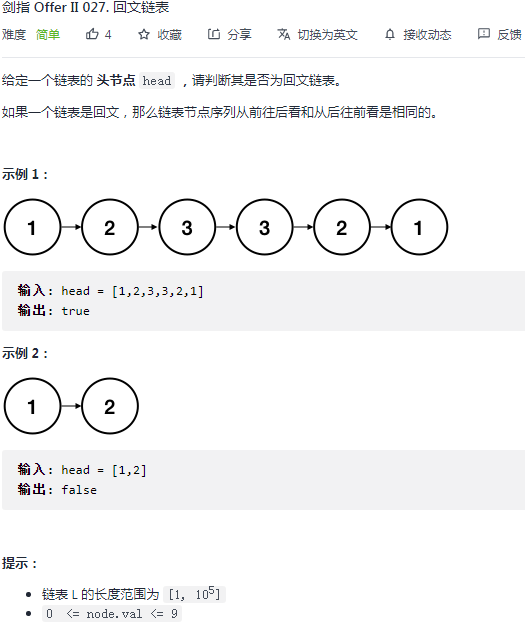 剑指 Offer II 027. 回文链表
难度 简单 4 收藏 分享 切换为英文 接收动态 反馈
给定一个链表的 头节点 head ，请判断其是否为回文链表。
如果一个链表是回文，那么链表节点序列从前往后看和从后往前看是相同的。
示例 1：
1 2 3 3 2 1
输入: head = [1,2,3,3,2,1]
输出: true
示例 2：
1 2
输入: head = [1,2]
输出: false
提示：
链表 L 的长度范围为 [1, 10⁵]
0 <= node.val <= 9